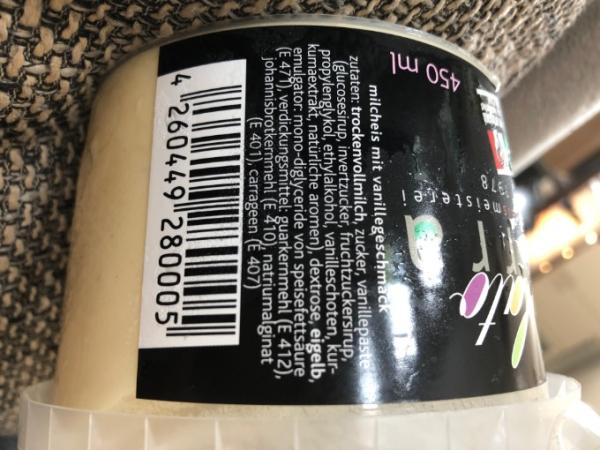 milcheis mit vanillegeschmack
zutaten: trockenvollmilch, zucker, vanillepaste
(glucosesirup, invertzucker, fruchtzuckersirup,
propylenglykol, ethylalkohol, vanilleschoten, kur-
kumaextrakt, natürliche aromen), dextrose, eigelb,
emulgator: mono-diglyceride von speisefettsäure
(E 471), verdickungsmittel: guarkernmehl (E 412),
johannisbrotkernmehl (E 410), natriumalginat
(E 401), carrageen (E 407)
4 260449 280005
450 ml
meisterei
1978